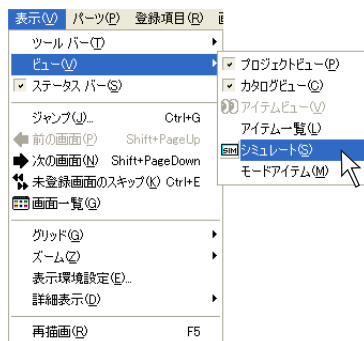 表示(V) パーツ(P) 登録項目(R)
ツール バー(T)
ビュー(V)
ステータス バー(S)
ジャンプ(J)... Ctrl+G
前の画面(P) Shift+PageUp
次の画面(N) Shift+PageDown
未登録画面のスキップ(K) Ctrl+E
画面一覧(G)
グリッド(G)
ズーム(Z)
表示環境設定(E)...
詳細表示(D)
再描画(R) F5
プロジェクトビュー(P)
カタログビュー(C)
アイテムビュー(V)
アイテム一覧(L)
SIM シミュレート(S)
モードアイテム(M)